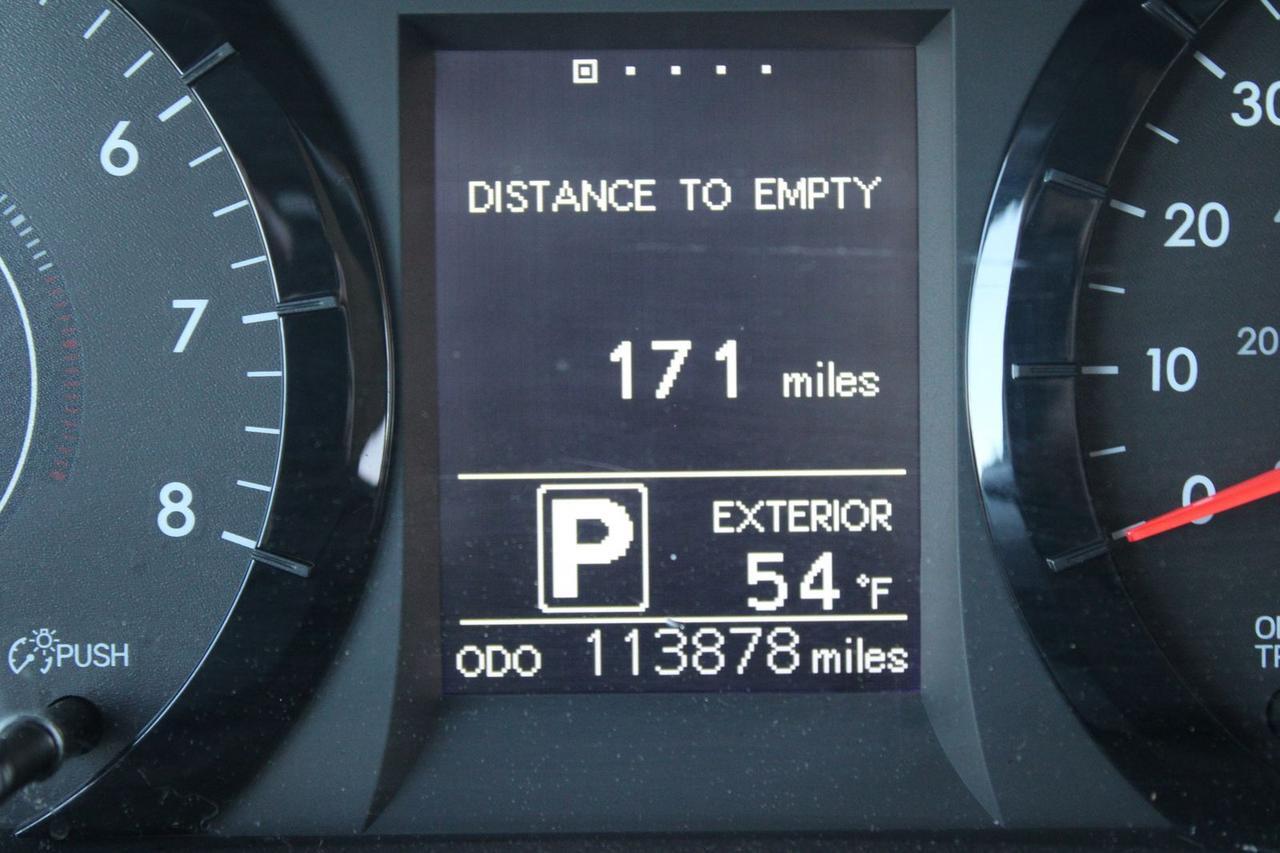 6
7
8
PUSH
DISTANCE TO EMPTY
171 miles
P
EXTERIOR
54 °F
ODO 113878 miles
30
20
20
10
0